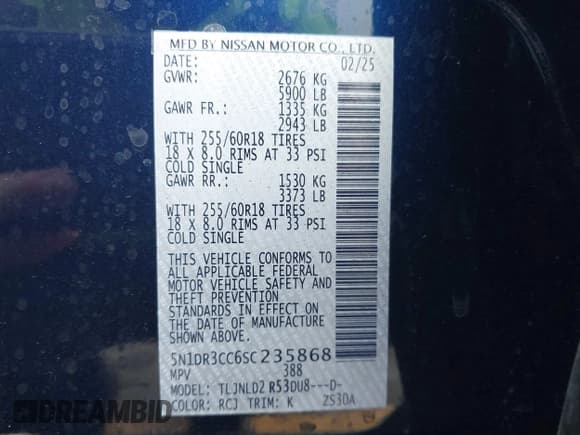 MFD BY NISSAN MOTOR CO., LTD.
DATE: 02/25
GVWR: 2676 KG
5900 LB
GAWR FR.: 1335 KG
2943 LB
WITH 255/60R18 TIRES
18 X 8.0 RIMS AT 33 PSI
COLD SINGLE
GAWR RR.: 1530 KG
3373 LB
WITH 255/60R18 TIRES
18 X 8.0 RIMS AT 33 PSI
COLD SINGLE
THIS VEHICLE CONFORMS TO
ALL APPLICABLE FEDERAL
MOTOR VEHICLE SAFETY AND
THEFT PREVENTION
STANDARDS IN EFFECT ON
THE DATE OF MANUFACTURE
SHOWN ABOVE.
5N1DR3CC6SC235868
MPV 388
MODEL: TLJNLD2 R53DU8---D-
COLOR: RCJ TRIM: K ZS30A
DREAMBID